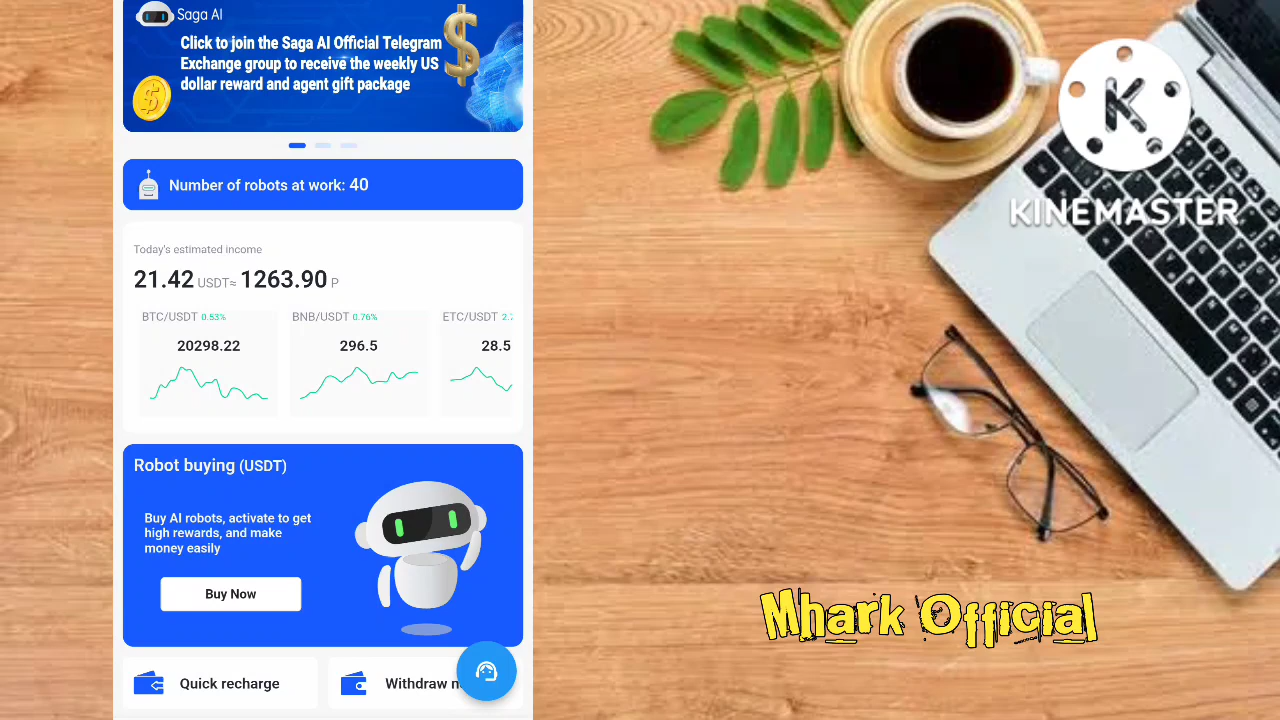 Saga AI
Click to join the Saga AI Official Telegram
Exchange group to receive the weekly US
dollar reward and agent gift package
Number of robots at work: 40
Today's estimated income
21.42 USDT≈ 1263.90 P
BTC/USDT 0.53%
BNB/USDT 0.76%
ETC/USDT
20298.22
296.5
28.5
Robot buying (USDT)
Buy AI robots, activate to get
high rewards, and make
money easily
Buy Now
Quick recharge
Withdraw
KINEMASTER
Mhark Official